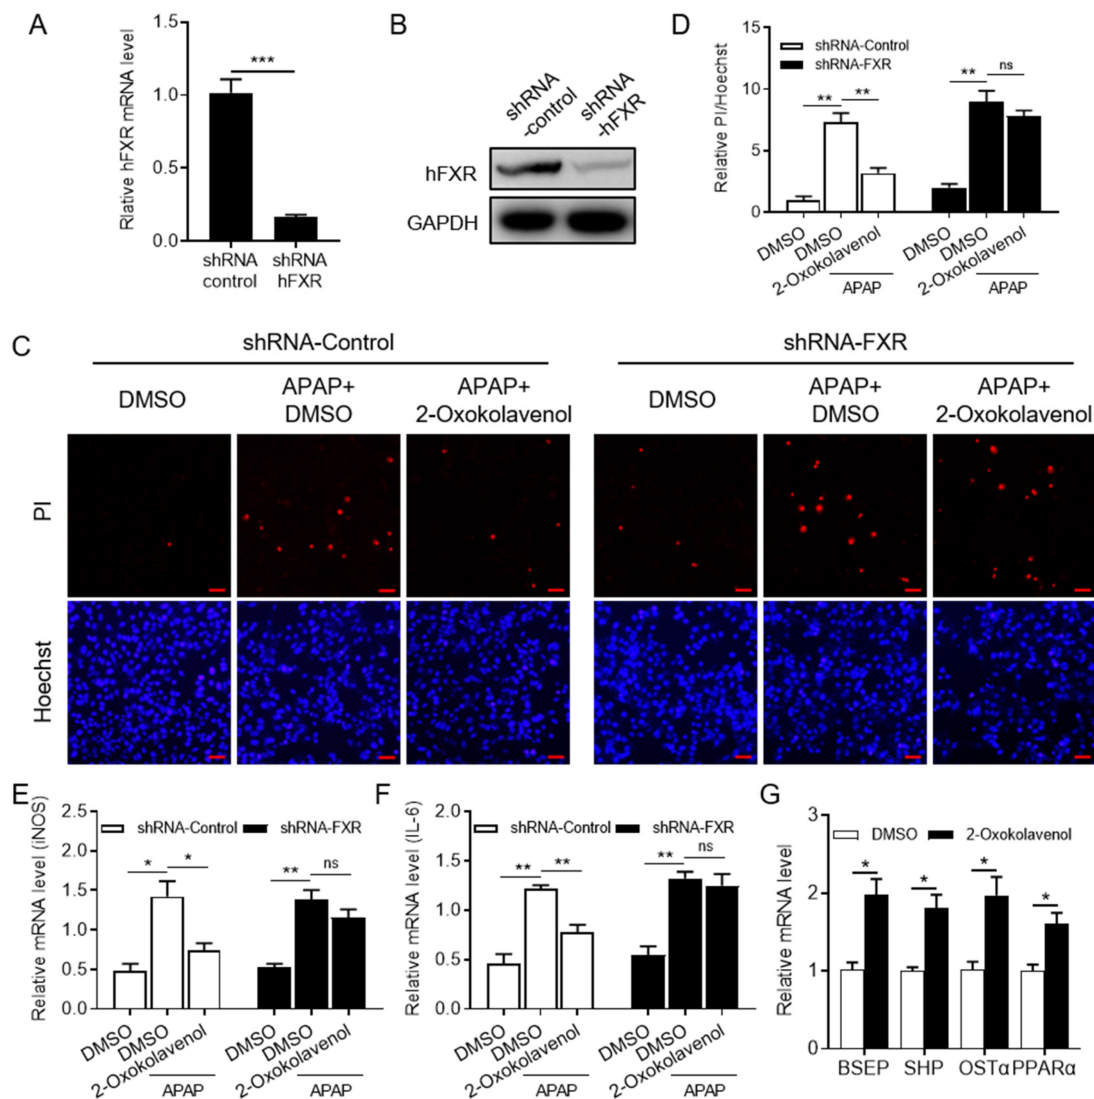 A
Rlative hFXR mRNA level
1.5
1.0
0.5
0.0
***
shRNA
control
shRNA
hFXR
B
shRNA
-control
shRNA
-hFXR
hFXR
GAPDH
D
Relative PI/Hoechst
15
10
5
0
shRNA-Control
shRNA-FXR
**
**
**
ns
DMSO
DMSO
2-Oxokolavenol
APAP
DMSO
DMSO
2-Oxokolavenol
APAP
C
shRNA-Control
shRNA-FXR
DMSO
APAP+
DMSO
APAP+
2-Oxokolavenol
DMSO
APAP+
DMSO
APAP+
2-Oxokolavenol
PI
Hoechst
E
Relative mRNA level (iNOS)
2.5
2.0
1.5
1.0
0.5
0.0
shRNA-Control
shRNA-FXR
*
*
**
ns
DMSO
DMSO
2-Oxokolavenol
APAP
DMSO
DMSO
2-Oxokolavenol
APAP
F
Relative mRNA level (IL-6)
2.0
1.5
1.0
0.5
0.0
shRNA-Control
shRNA-FXR
**
**
**
ns
DMSO
DMSO
2-Oxokolavenol
APAP
DMSO
DMSO
2-Oxokolavenol
APAP
G
Relative mRNA level
3
2
1
0
DMSO
2-Oxokolavenol
*
*
*
*
BSEP
SHP
OSTα
PPARα